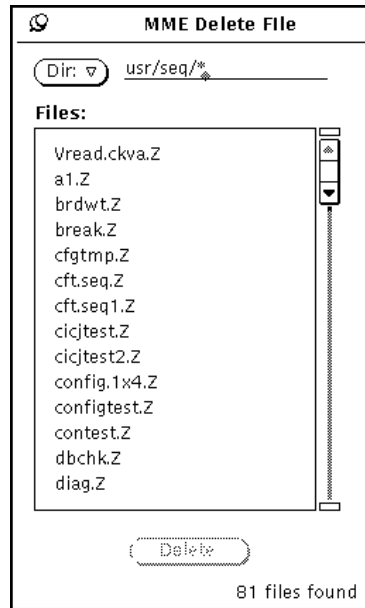 MME Delete File
Dir: usr/seq/*
Files:
Vread.ckva.Z
a1.Z
brdwt.Z
break.Z
cfgtmp.Z
cft.seq.Z
cft.seq1.Z
cicjtest.Z
cicjtest2.Z
config.1x4.Z
configtest.Z
contest.Z
dbchk.Z
diag.Z
Delete
81 files found